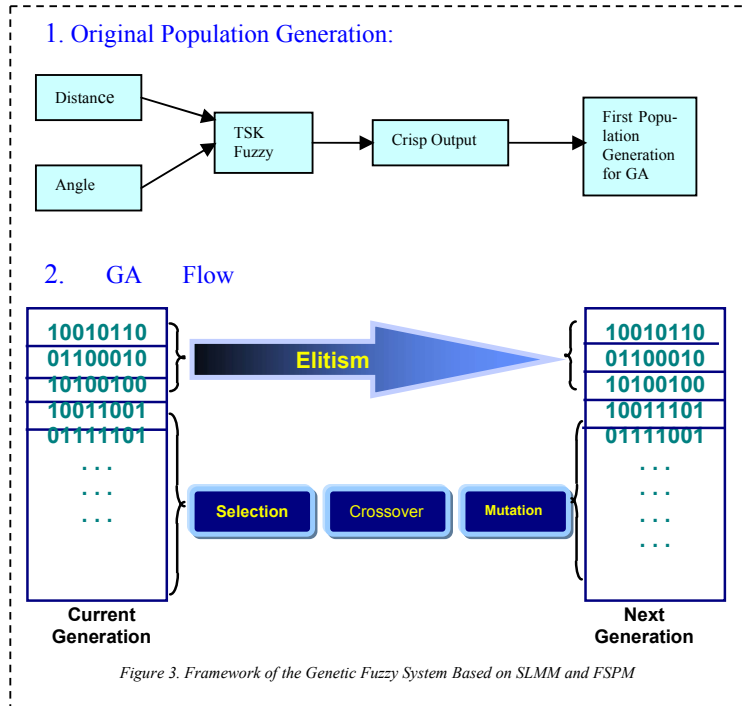 1. Original Population Generation:
Distance
Angle
TSK
Fuzzy
Crisp Output
First Popu-
lation
Generation
for GA
2. GA Flow
10010110
01100010
10100100
10011001
01111101
. . .
. . .
. . .
Current
Generation
Elitism
Selection
Crossover
Mutation
10010110
01100010
10100100
10011101
01111001
. . .
. . .
. . .
. . .
Next
Generation
Figure 3. Framework of the Genetic Fuzzy System Based on SLMM and FSPM